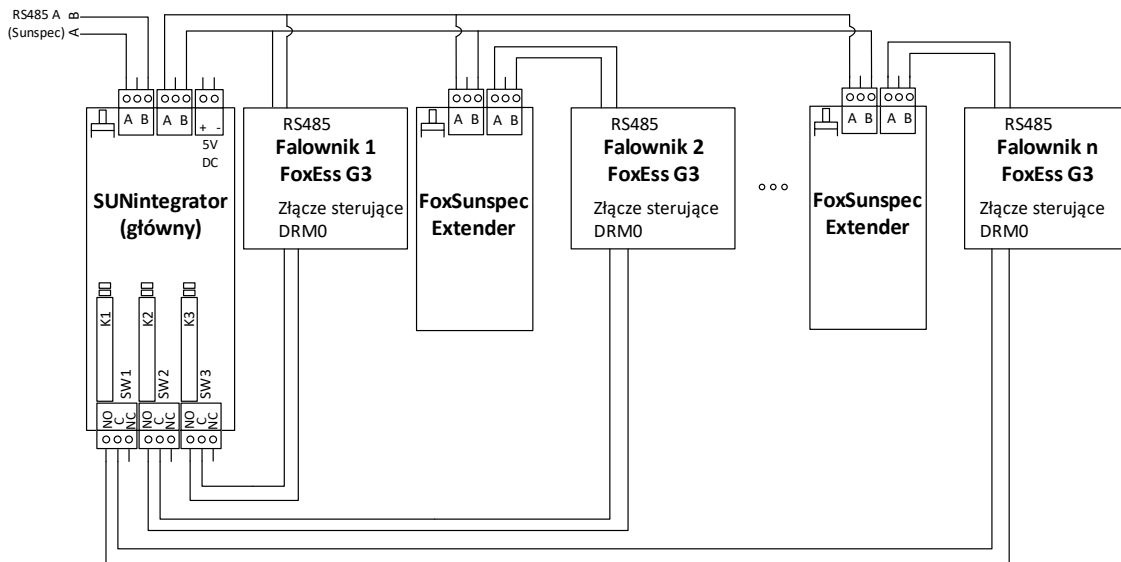 RS485 A B
(Sunspec) A
A B
A B
+ -
5V
DC
SUNintegrator
(główny)
K1
K2
K3
SW1
SW2
SW3
NO
C
NC
NO
C
NC
NO
C
NC
RS485
Falownik 1
FoxEss G3
Złącze sterujące
DRM0
A B
A B
FoxSunspec
Extender
RS485
Falownik 2
FoxEss G3
Złącze sterujące
DRM0
A B
A B
FoxSunspec
Extender
RS485
Falownik n
FoxEss G3
Złącze sterujące
DRM0